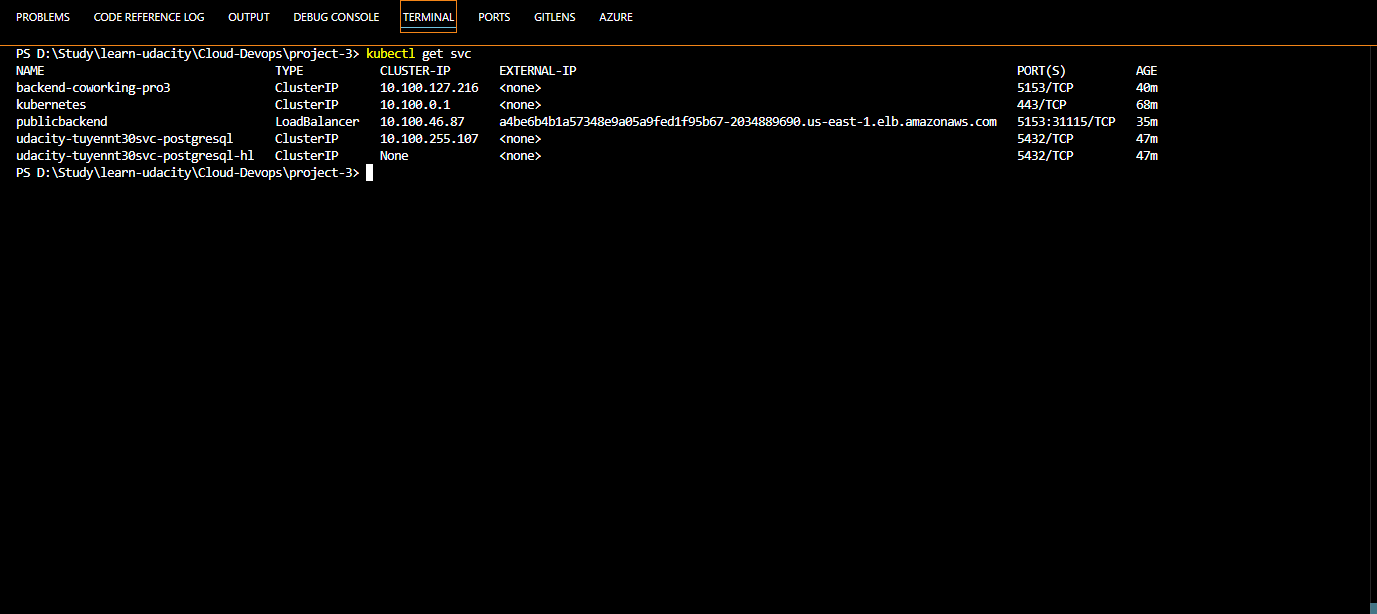 PROBLEMS CODE REFERENCE LOG OUTPUT DEBUG CONSOLE TERMINAL PORTS GITLENS AZURE
PS D:\Study\learn-udacity\Cloud-Devops\project-3> kubectl get svc
NAME TYPE CLUSTER-IP EXTERNAL-IP PORT(S) AGE
backend-coworking-pro3 ClusterIP 10.100.127.216 <none> 5153/TCP 40m
kubernetes ClusterIP 10.100.0.1 <none> 443/TCP 68m
publicbackend LoadBalancer 10.100.46.87 a4be6b4b1a57348e9a05a9fed1f95b67-2034889690.us-east-1.elb.amazonaws.com 5153:31115/TCP 35m
udacity-tuyennt30svc-postgresql ClusterIP 10.100.255.107 <none> 5432/TCP 47m
udacity-tuyennt30svc-postgresql-hl ClusterIP None <none> 5432/TCP 47m
PS D:\Study\learn-udacity\Cloud-Devops\project-3>